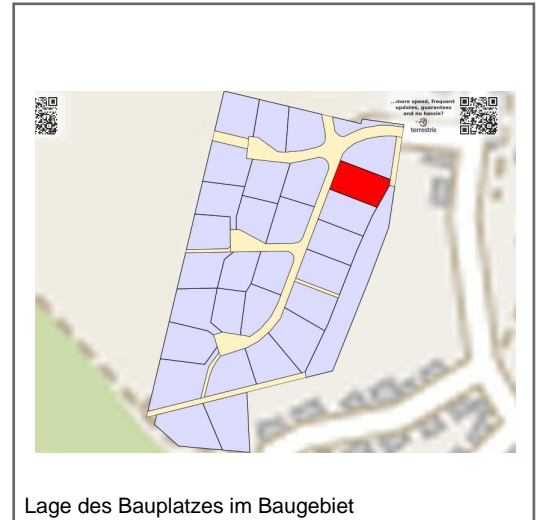 ...more speed, frequent
updates, guarantees
and no hassle?
terrestris
Lage des Bauplatzes im Baugebiet